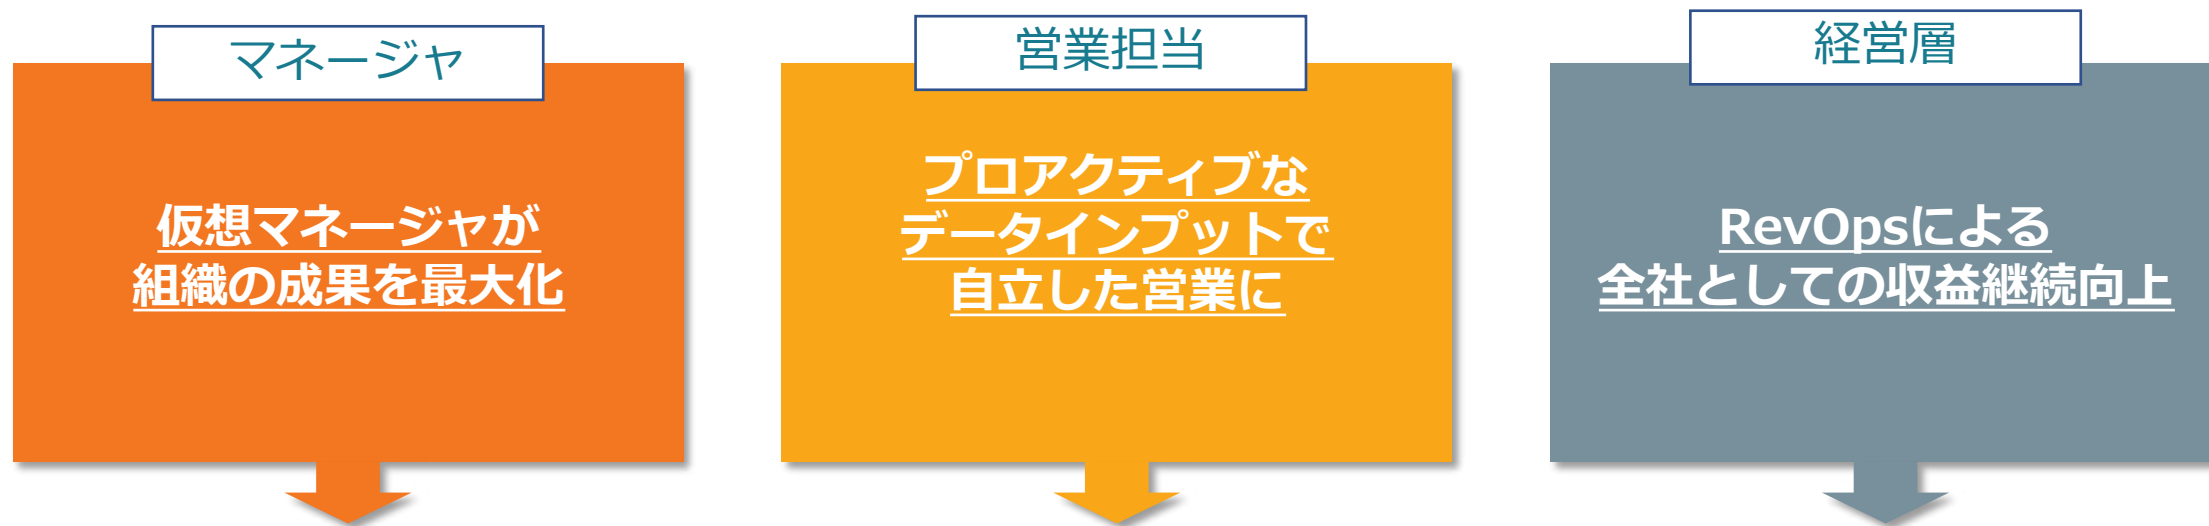 マネージャ
仮想マネージャが
組織の成果を最大化
営業担当
プロアクティブな
データインプットで
自立した営業に
経営層
RevOpsによる
全社としての収益継続向上